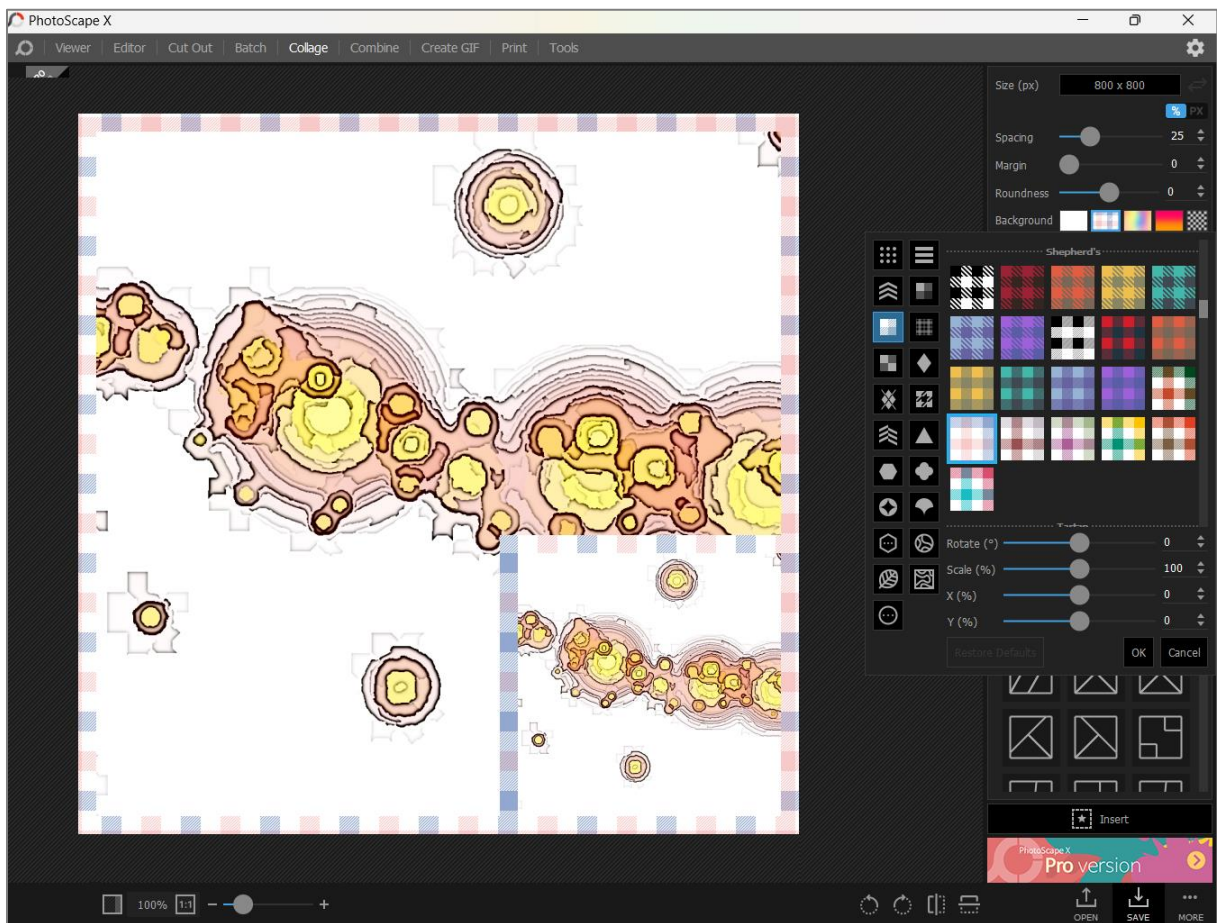 PhotoScape X
Viewer Editor Cut Out Batch Collage Combine Create GIF Print Tools
Size (px) 800 x 800
% PX
Spacing 25
Margin 0
Roundness 0
Background
Shepherd's
Tartan
Rotate (°) 0
Scale (%) 100
X (%) 0
Y (%) 0
Restore Defaults OK Cancel
Insert
PhotoScape X
Pro version
100% 1:1
OPEN SAVE MORE